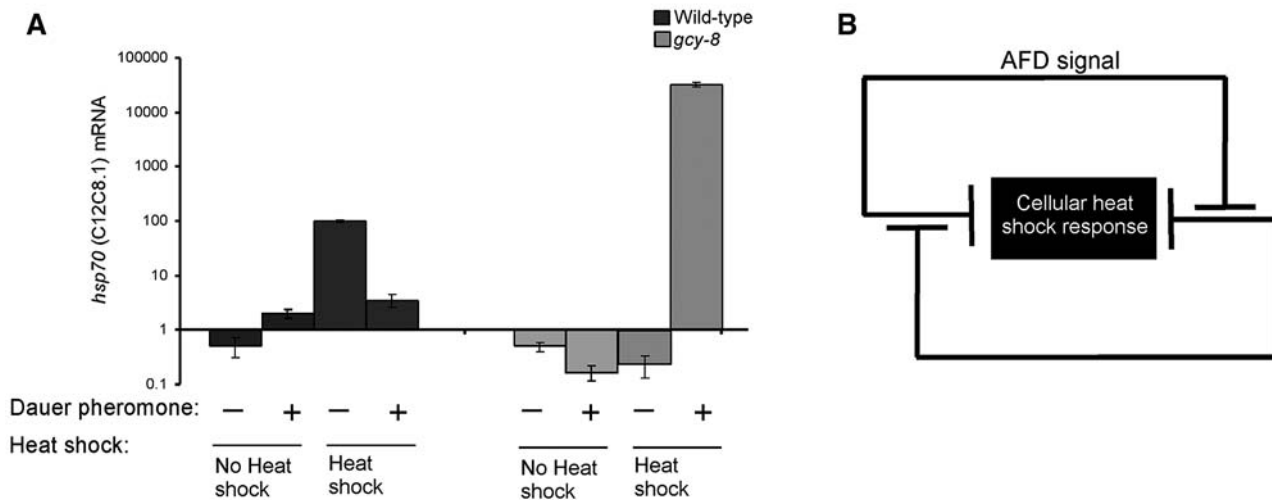 A
Wild-type
gcy-8
100000
10000
1000
100
10
1
0.1
hsp70 (C12C8.1) mRNA
Dauer pheromone: − + − + − + − +
Heat shock:
No Heat
shock
Heat
shock
No Heat
shock
Heat
shock
B
AFD signal
Cellular heat
shock response